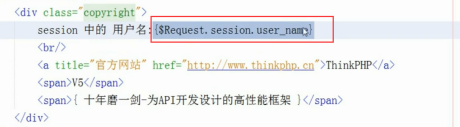 <div class="copyright">
session 中的 用户名:{$Request.session.user_name}
<br/>
<a title="官方网站" href="http://www.thinkphp.cn">ThinkPHP</a>
<span>V5</span>
<span>{ 十年磨一剑-为API开发设计的高性能框架 }</span>
</div>